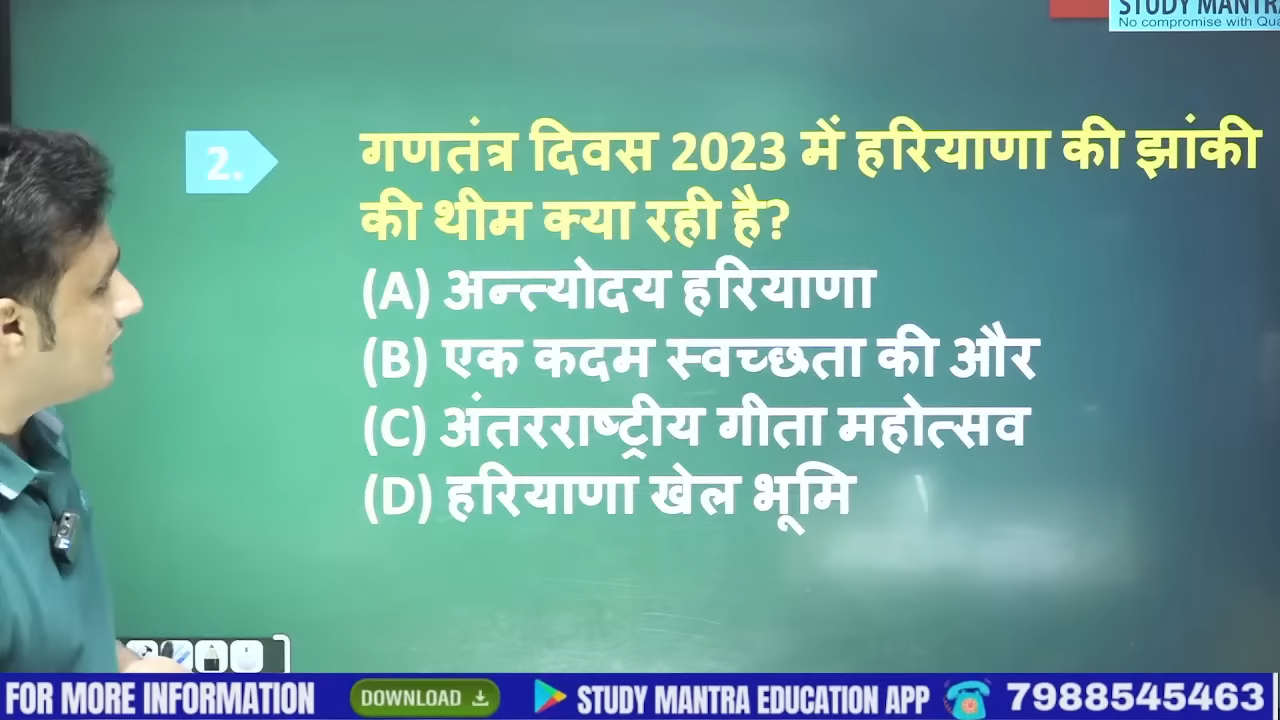 STUDY MANTRA
No compromise with Qua
2.
गणतंत्र दिवस 2023 में हरियाणा की झांकी
की थीम क्या रही है?
(A) अन्त्योदय हरियाणा
(B) एक कदम स्वच्छता की और
(C) अंतरराष्ट्रीय गीता महोत्सव
(D) हरियाणा खेल भूमि
FOR MORE INFORMATION DOWNLOAD STUDY MANTRA EDUCATION APP 7988545463